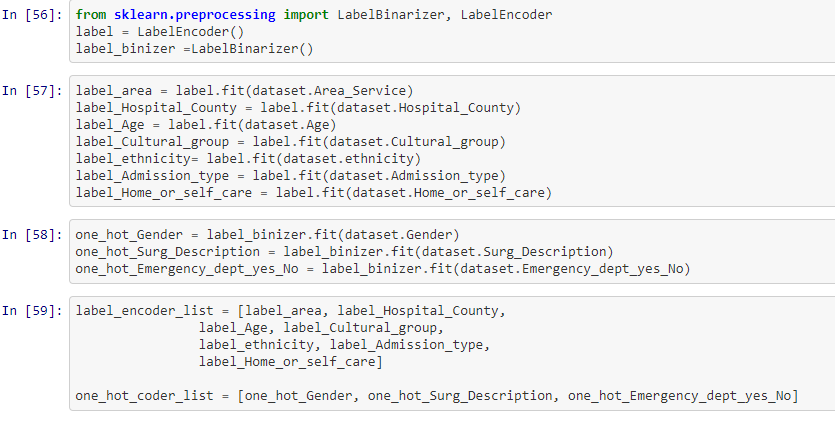 In [56]: from sklearn.preprocessing import LabelBinarizer, LabelEncoder
label = LabelEncoder()
label_binizer =LabelBinarizer()
In [57]: label_area = label.fit(dataset.Area_Service)
label_Hospital_County = label.fit(dataset.Hospital_County)
label_Age = label.fit(dataset.Age)
label_Cultural_group = label.fit(dataset.Cultural_group)
label_ethnicity= label.fit(dataset.ethnicity)
label_Admission_type = label.fit(dataset.Admission_type)
label_Home_or_self_care = label.fit(dataset.Home_or_self_care)
In [58]: one_hot_Gender = label_binizer.fit(dataset.Gender)
one_hot_Surg_Description = label_binizer.fit(dataset.Surg_Description)
one_hot_Emergency_dept_yes_No = label_binizer.fit(dataset.Emergency_dept_yes_No)
In [59]: label_encoder_list = [label_area, label_Hospital_County,
label_Age, label_Cultural_group,
label_ethnicity, label_Admission_type,
label_Home_or_self_care]
one_hot_coder_list = [one_hot_Gender, one_hot_Surg_Description, one_hot_Emergency_dept_yes_No]